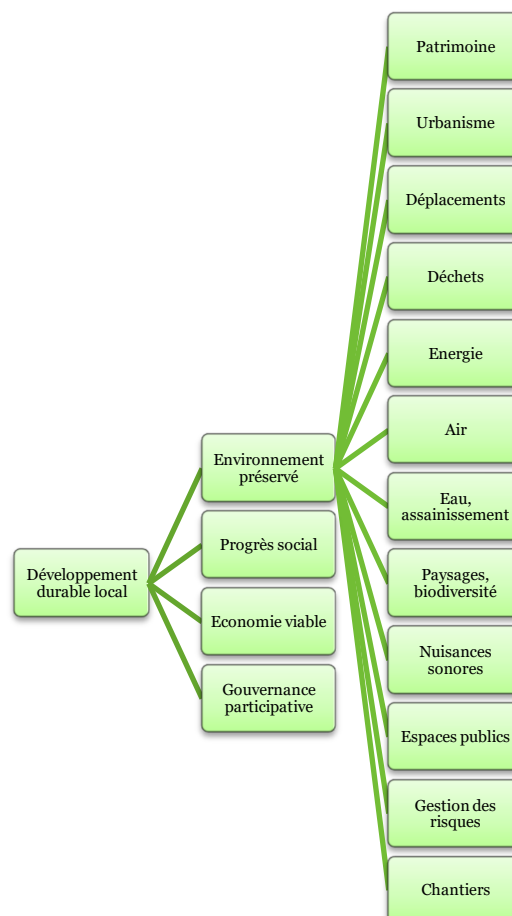 Développement
durable local
Environnement
préservé
Progrès social
Economie viable
Gouvernance
participative
Patrimoine
Urbanisme
Déplacements
Déchets
Energie
Air
Eau,
assainissement
Paysages,
biodiversité
Nuisances
sonores
Espaces publics
Gestion des
risques
Chantiers